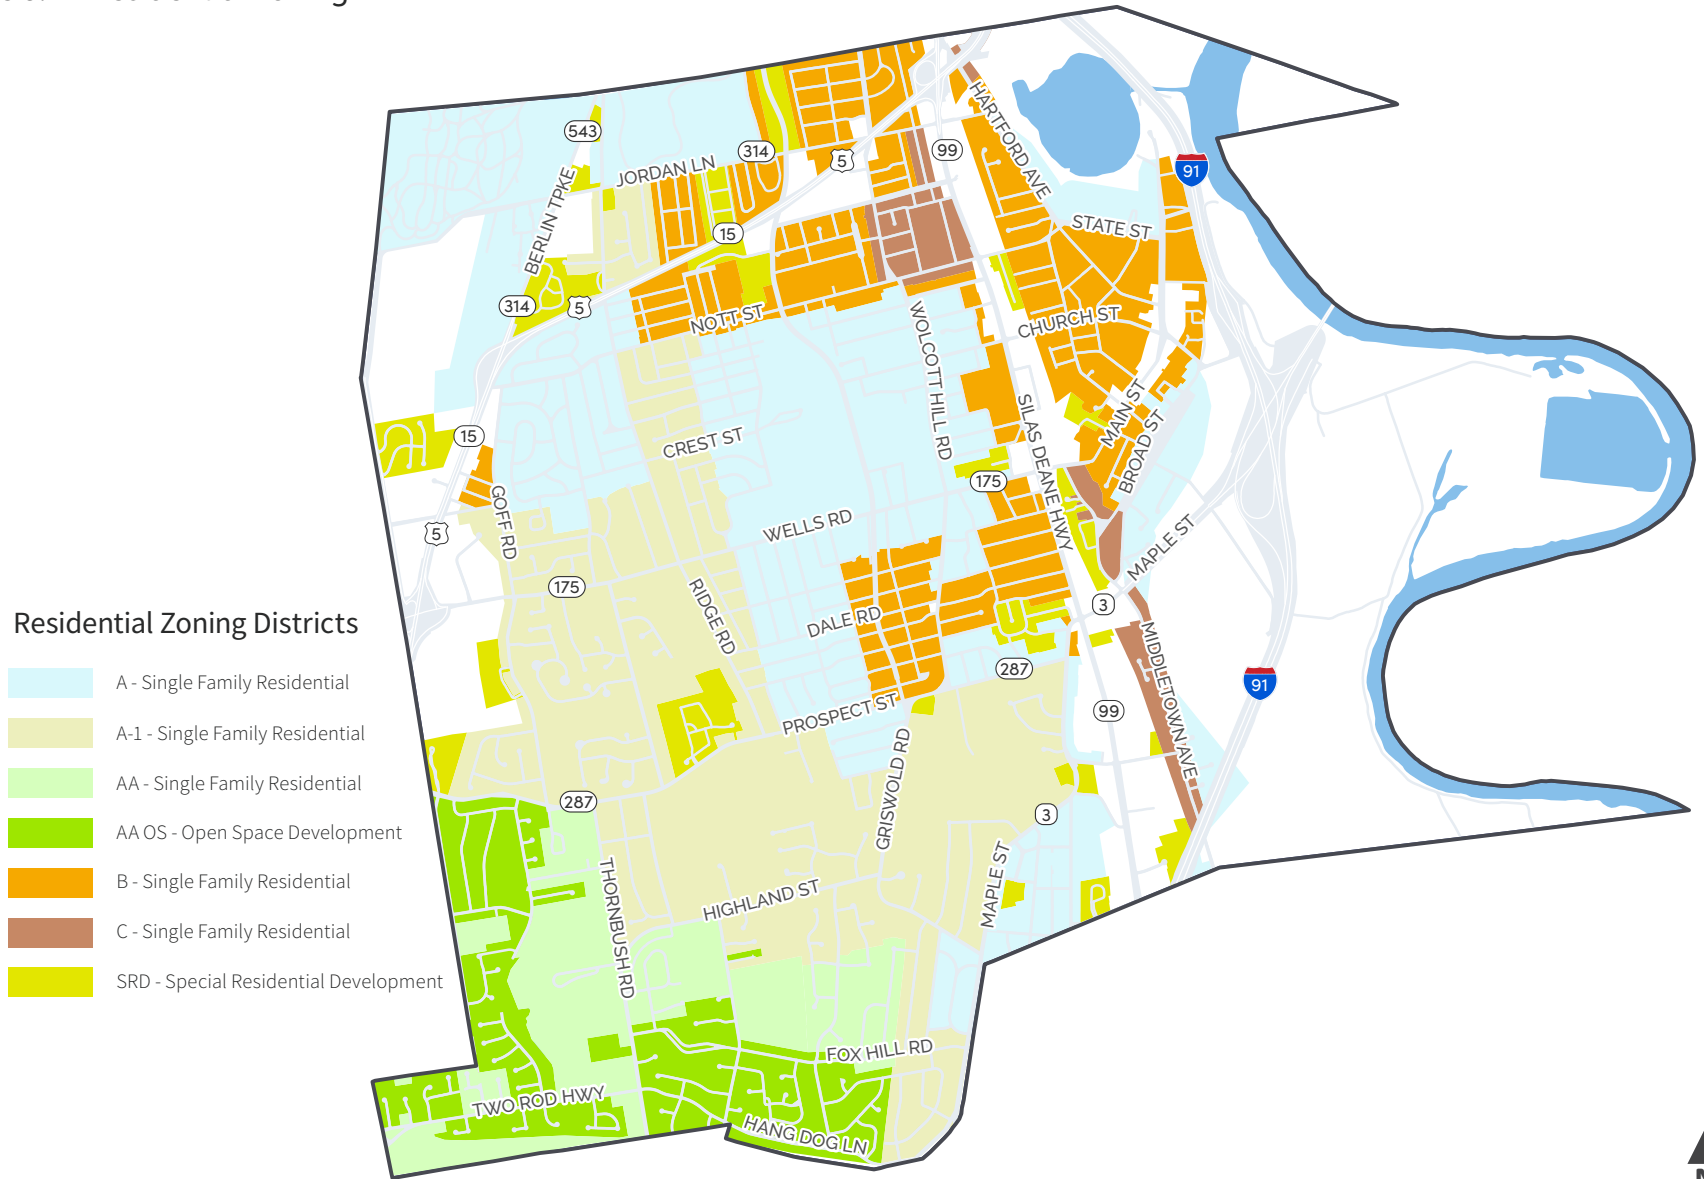 543
JORDAN LN
314
5
99
HARTFORD AVE
91
BERLIN TPKE
15
STATE ST
314
5
NOTT ST
WOLCOTT HILL RD
CHURCH ST
15
CREST ST
SILAS DEANE HWY
MAIN ST
BROAD ST
175
GOFF RD
5
WELLS RD
MAPLE ST
175
RIDGE RD
DALE RD
3
MIDDLETOWN AVE
287
91
99
PROSPECT ST
GRISWOLD RD
287
3
THORNBUSH RD
HIGHLAND ST
MAPLE ST
FOX HILL RD
TWO ROD HWY
HANG DOG LN
Residential Zoning Districts
A - Single Family Residential
A-1 - Single Family Residential
AA - Single Family Residential
AA OS - Open Space Development
B - Single Family Residential
C - Single Family Residential
SRD - Special Residential Development